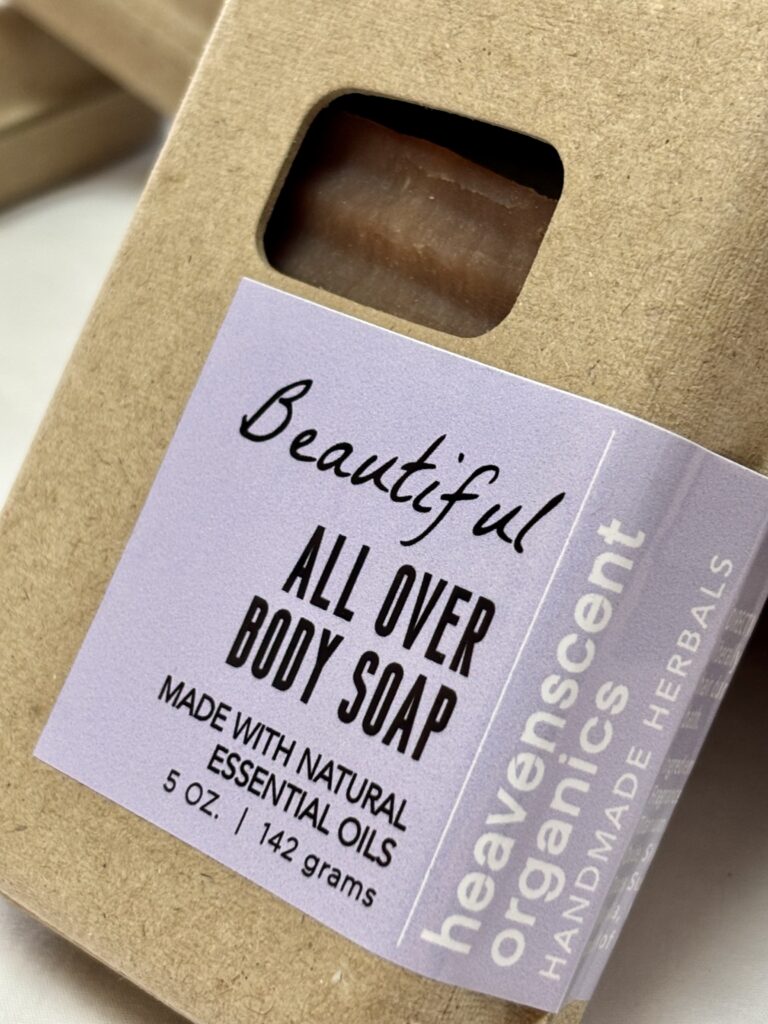 Beautiful
ALL OVER
BODY SOAP
MADE WITH NATURAL
ESSENTIAL OILS
5 OZ. | 142 grams
heavenscent
organics
HANDMADE HERBALS